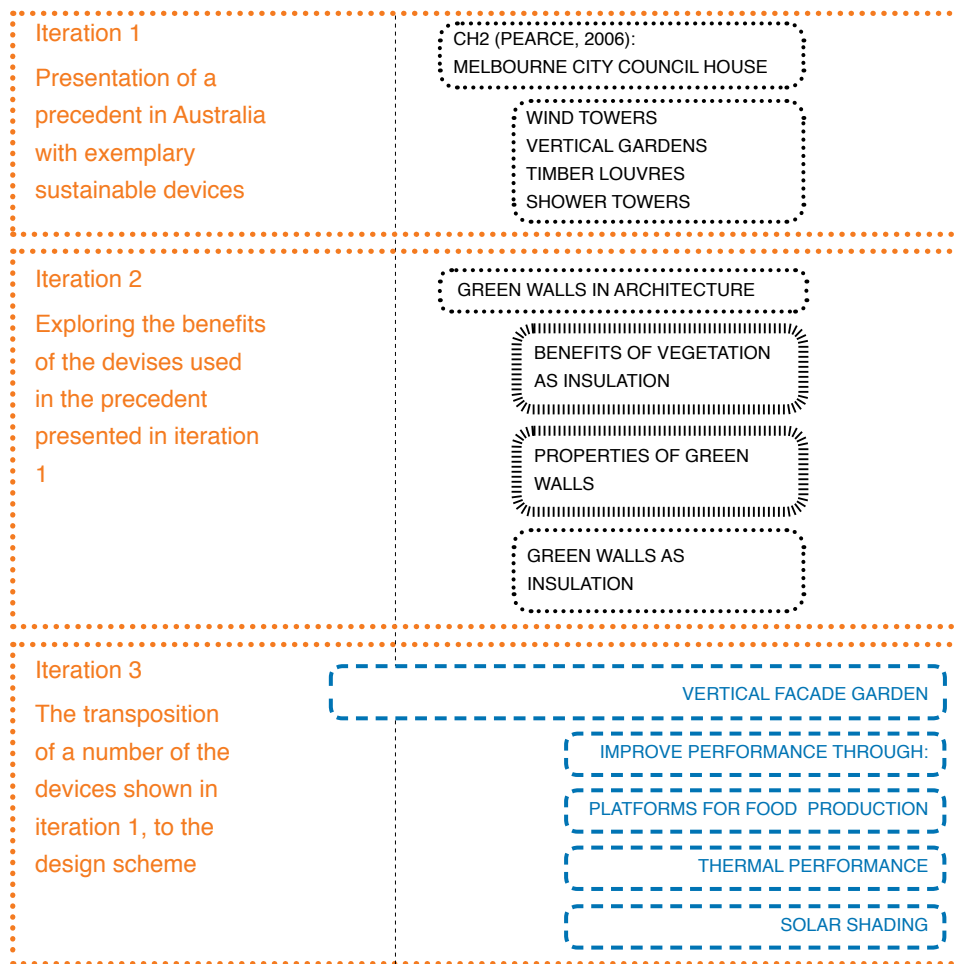 Iteration 1
Presentation of a
precedent in Australia
with exemplary
sustainable devices
CH2 (PEARCE, 2006):
MELBOURNE CITY COUNCIL HOUSE
WIND TOWERS
VERTICAL GARDENS
TIMBER LOUVRES
SHOWER TOWERS
Iteration 2
Exploring the benefits
of the devises used
in the precedent
presented in iteration
1
GREEN WALLS IN ARCHITECTURE
BENEFITS OF VEGETATION
AS INSULATION
PROPERTIES OF GREEN
WALLS
GREEN WALLS AS
INSULATION
Iteration 3
The transposition
of a number of the
devices shown in
iteration 1, to the
design scheme
VERTICAL FACADE GARDEN
IMPROVE PERFORMANCE THROUGH:
PLATFORMS FOR FOOD  PRODUCTION
THERMAL PERFORMANCE
SOLAR SHADING